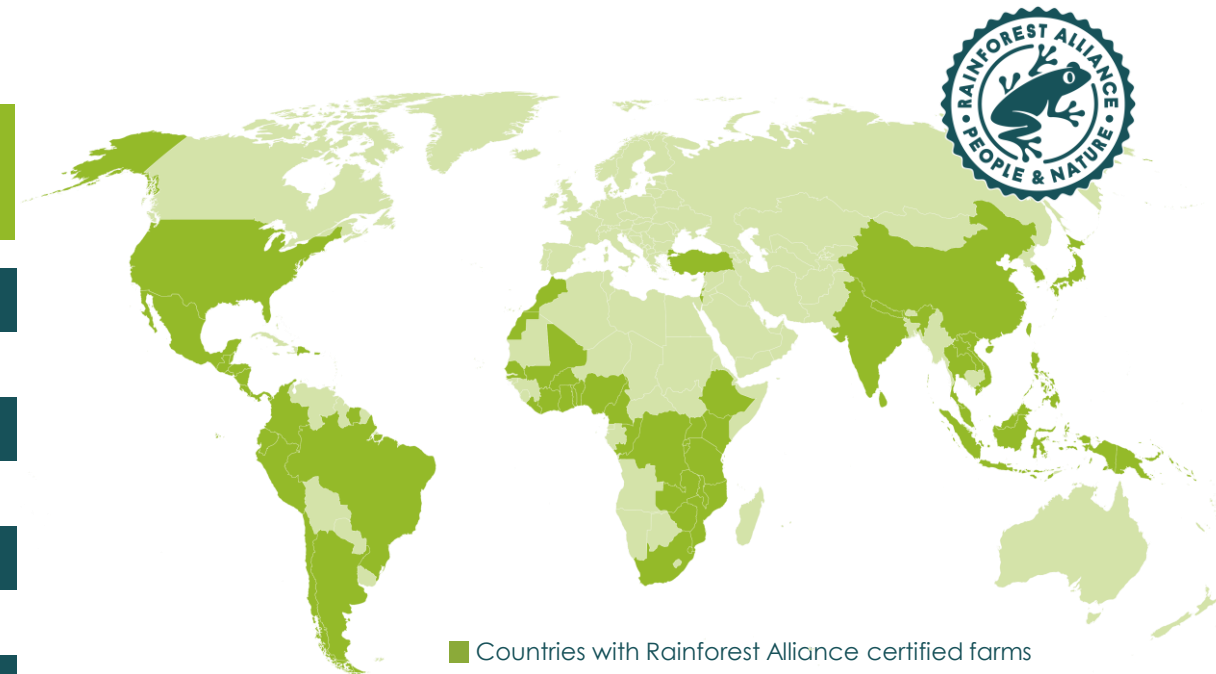 RAINFOREST ALLIANCE
PEOPLE & NATURE
Countries with Rainforest Alliance certified farms